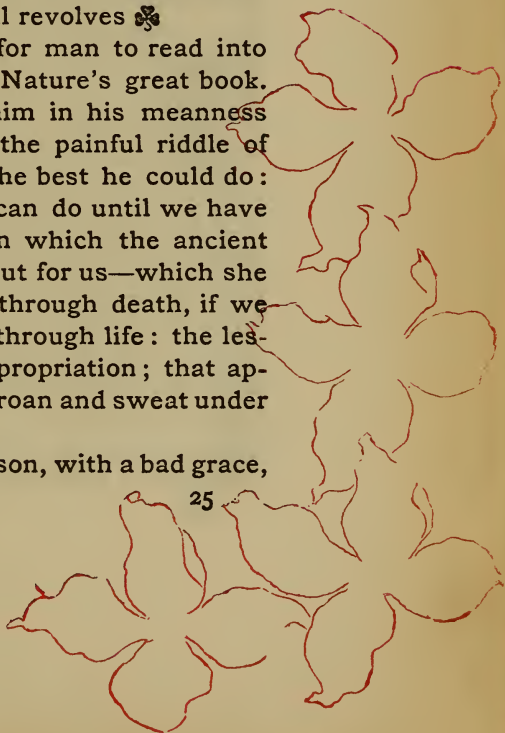 l revolves
for man to read into
Nature's great book.
im in his meanness
the painful riddle of
he best he could do:
can do until we have
n which the ancient
ut for us—which she
through death, if we
through life: the les-
propriation; that ap-
roan and sweat under
son, with a bad grace,
25